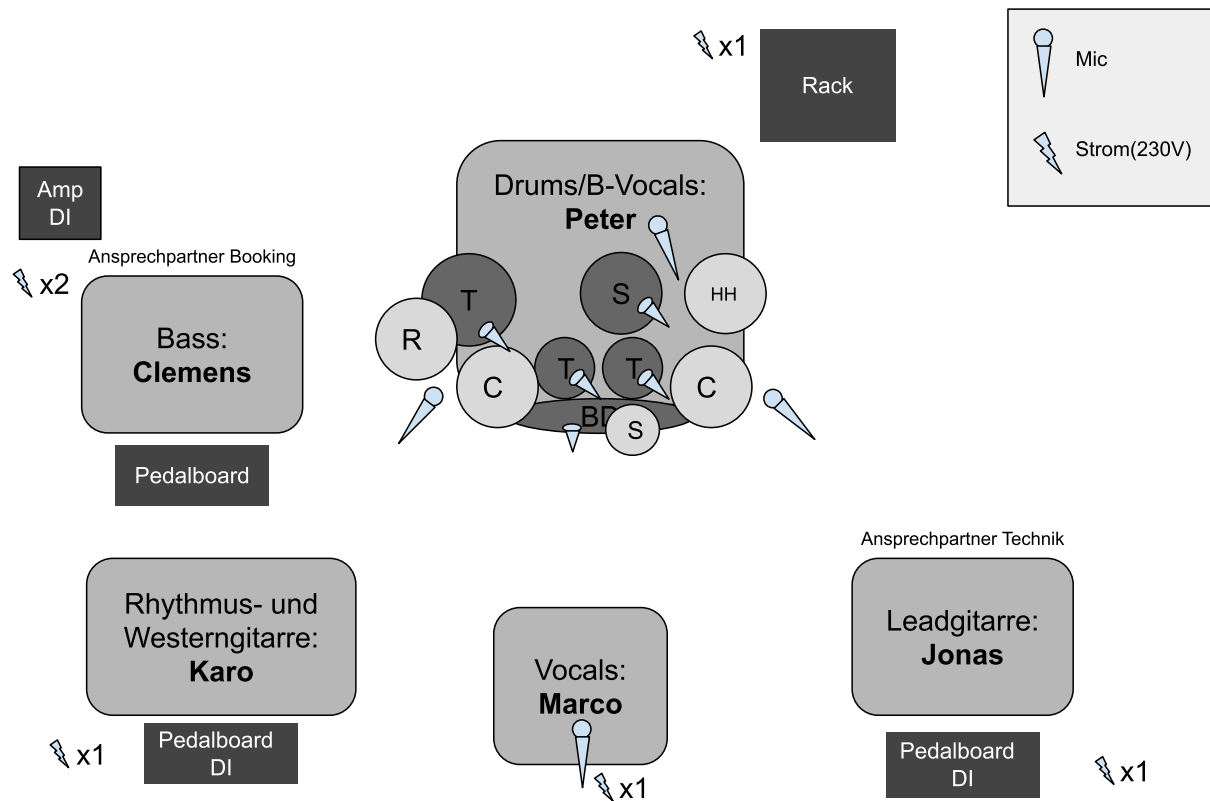 x1
Rack
Mic
Strom(230V)
Amp
DI
Ansprechpartner Booking
x2
Bass:
Clemens
Pedalboard
Drums/B-Vocals:
Peter
T
S
HH
R
C
T
T
C
BD
S
Rhythmus- und
Westerngitarre:
Karo
x1
Pedalboard
DI
Vocals:
Marco
x1
Ansprechpartner Technik
Leadgitarre:
Jonas
Pedalboard
DI
x1